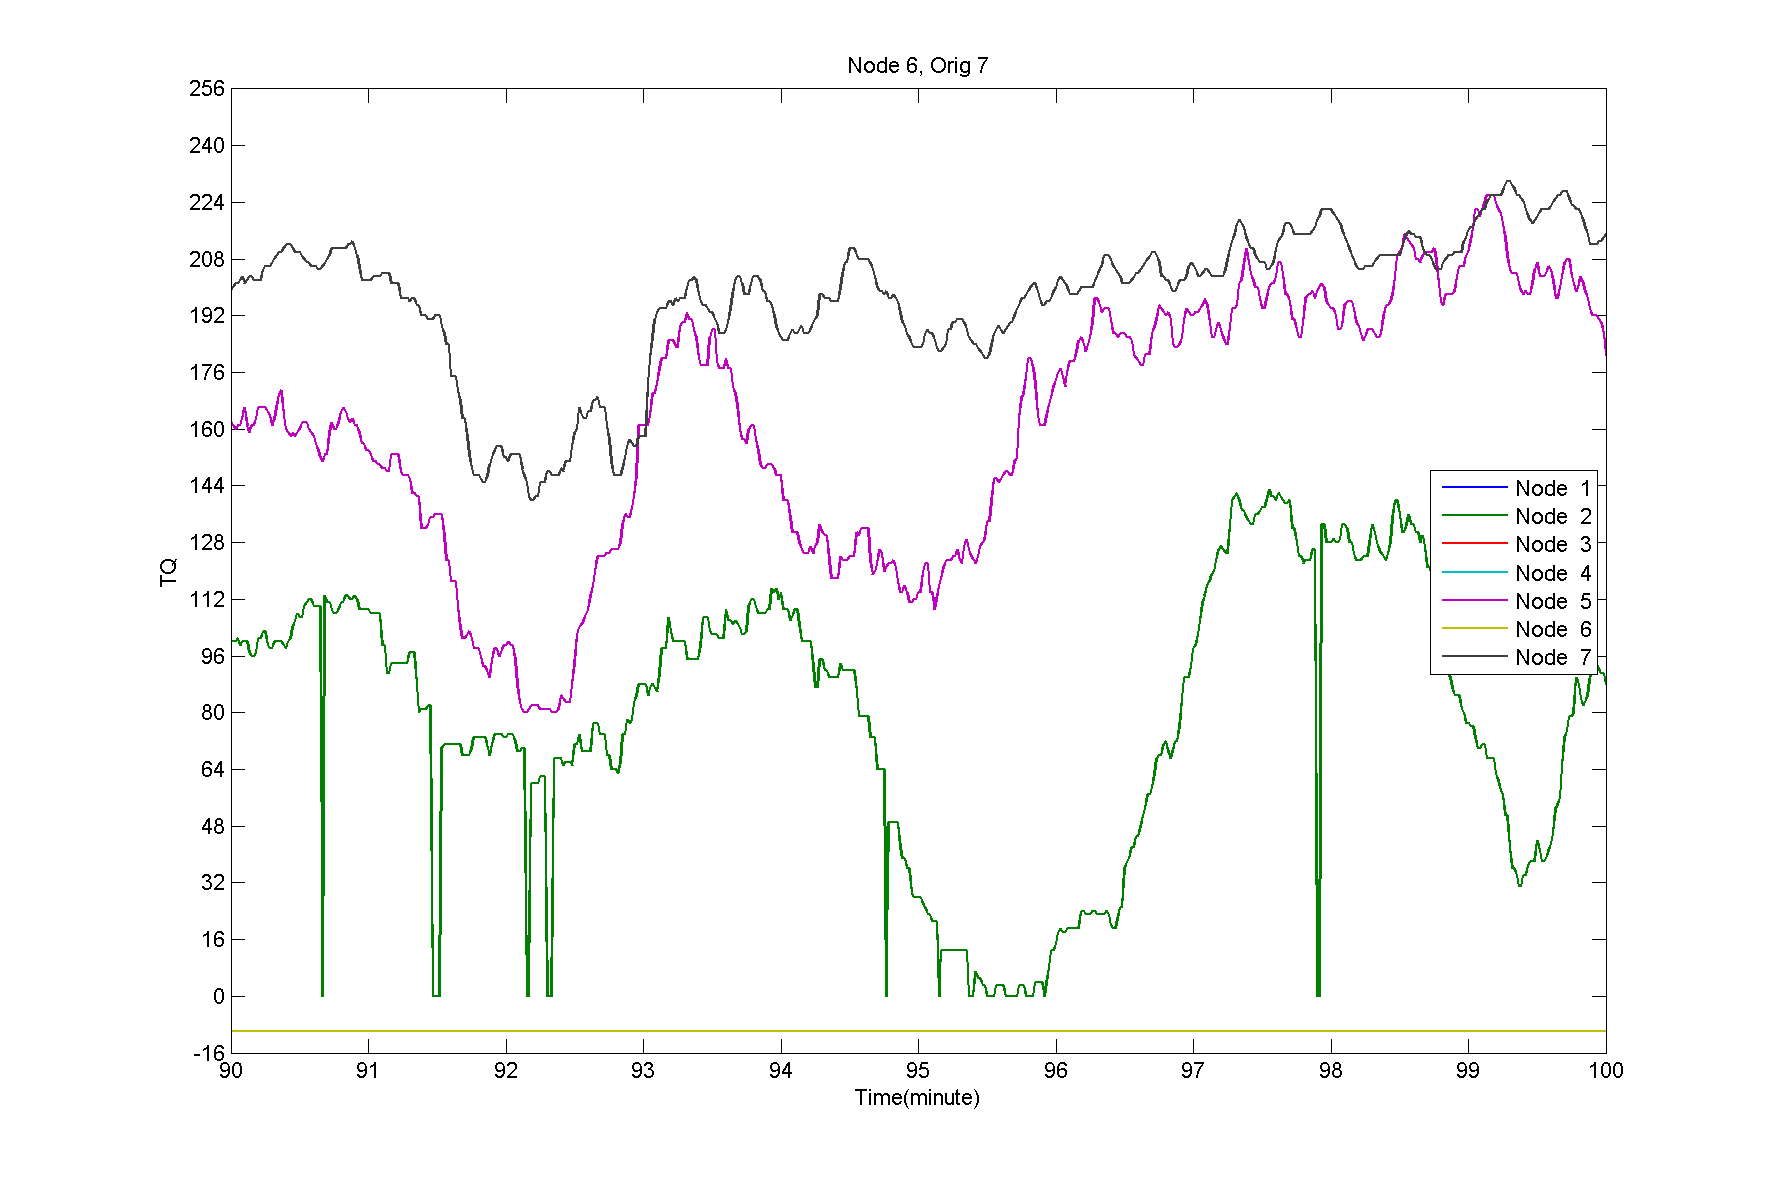 Node 6, Orig 7
256
240
224
208
192
176
160
144
128
112
96
80
64
48
32
16
0
-16
TQ
Node 1
Node 2
Node 3
Node 4
Node 5
Node 6
Node 7
90 91 92 93 94 95 96 97 98 99 100
Time(minute)